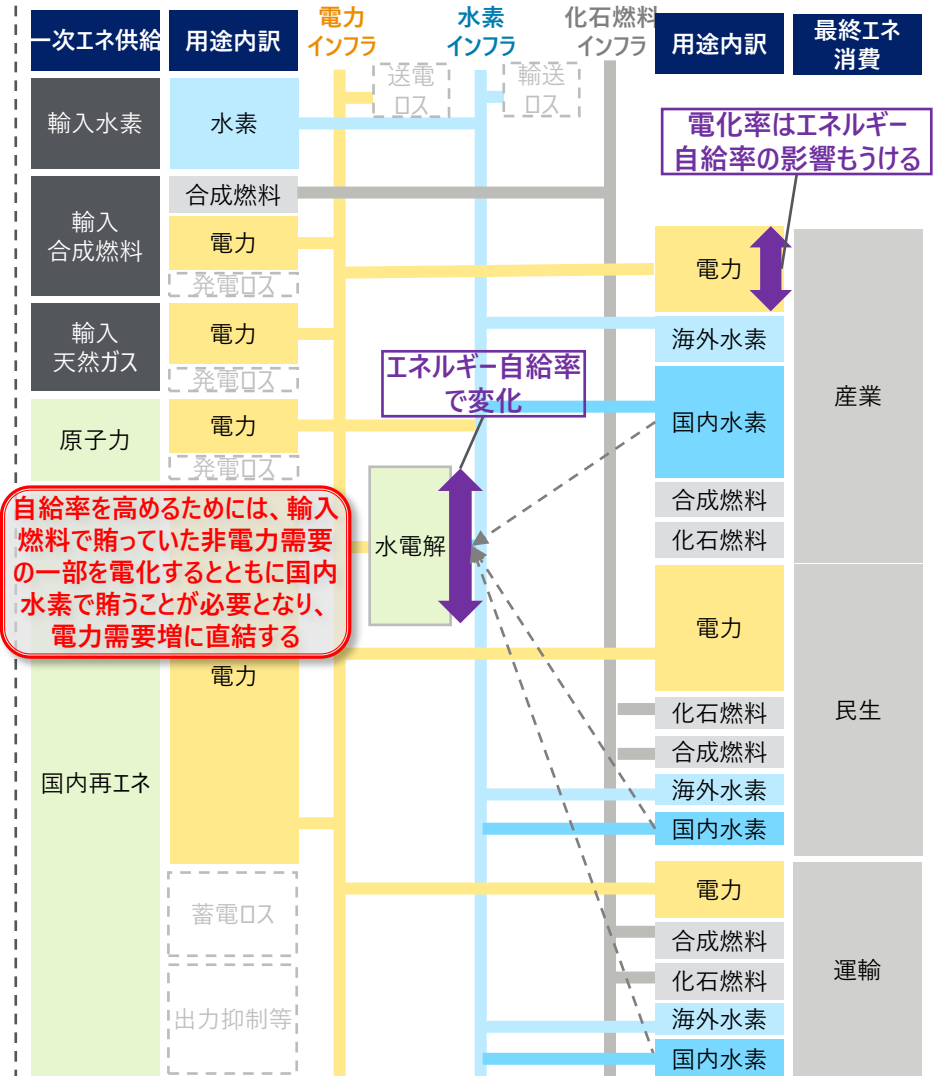 一次エネ供給
用途内訳
電力
インフラ
水素
インフラ
化石燃料
インフラ
用途内訳
最終エネ
消費
送電
ロス
輸送
ロス
輸入水素
水素
電化率はエネルギー
自給率の影響もうける
輸入
合成燃料
合成燃料
電力
発電ロス
輸入
天然ガス
電力
発電ロス
原子力
電力
発電ロス
エネルギー自給率
で変化
水電解
自給率を高めるためには、輸入
燃料で賄っていた非電力需要
の一部を電化するとともに国内
水素で賄うことが必要となり、
電力需要増に直結する
国内再エネ
電力
蓄電ロス
出力抑制等
電力
海外水素
国内水素
合成燃料
化石燃料
産業
電力
化石燃料
合成燃料
海外水素
国内水素
民生
電力
合成燃料
化石燃料
海外水素
国内水素
運輸